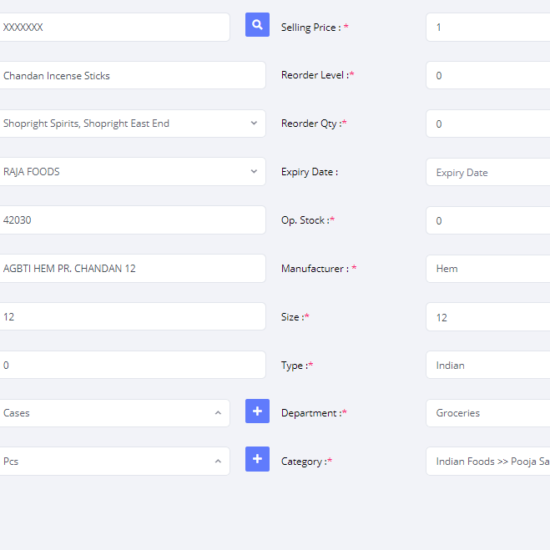 XXXXXXX Selling Price : * 1
Chandan Incense Sticks Reorder Level :* 0
Shopright Spirits, Shopright East End Reorder Qty :* 0
RAJA FOODS Expiry Date : Expiry Date
42030 Op. Stock :* 0
AGBTI HEM PR. CHANDAN 12 Manufacturer : * Hem
12 Size :* 12
0 Type :* Indian
Cases + Department :* Groceries
Pcs + Category :* Indian Foods >> Pooja Sa